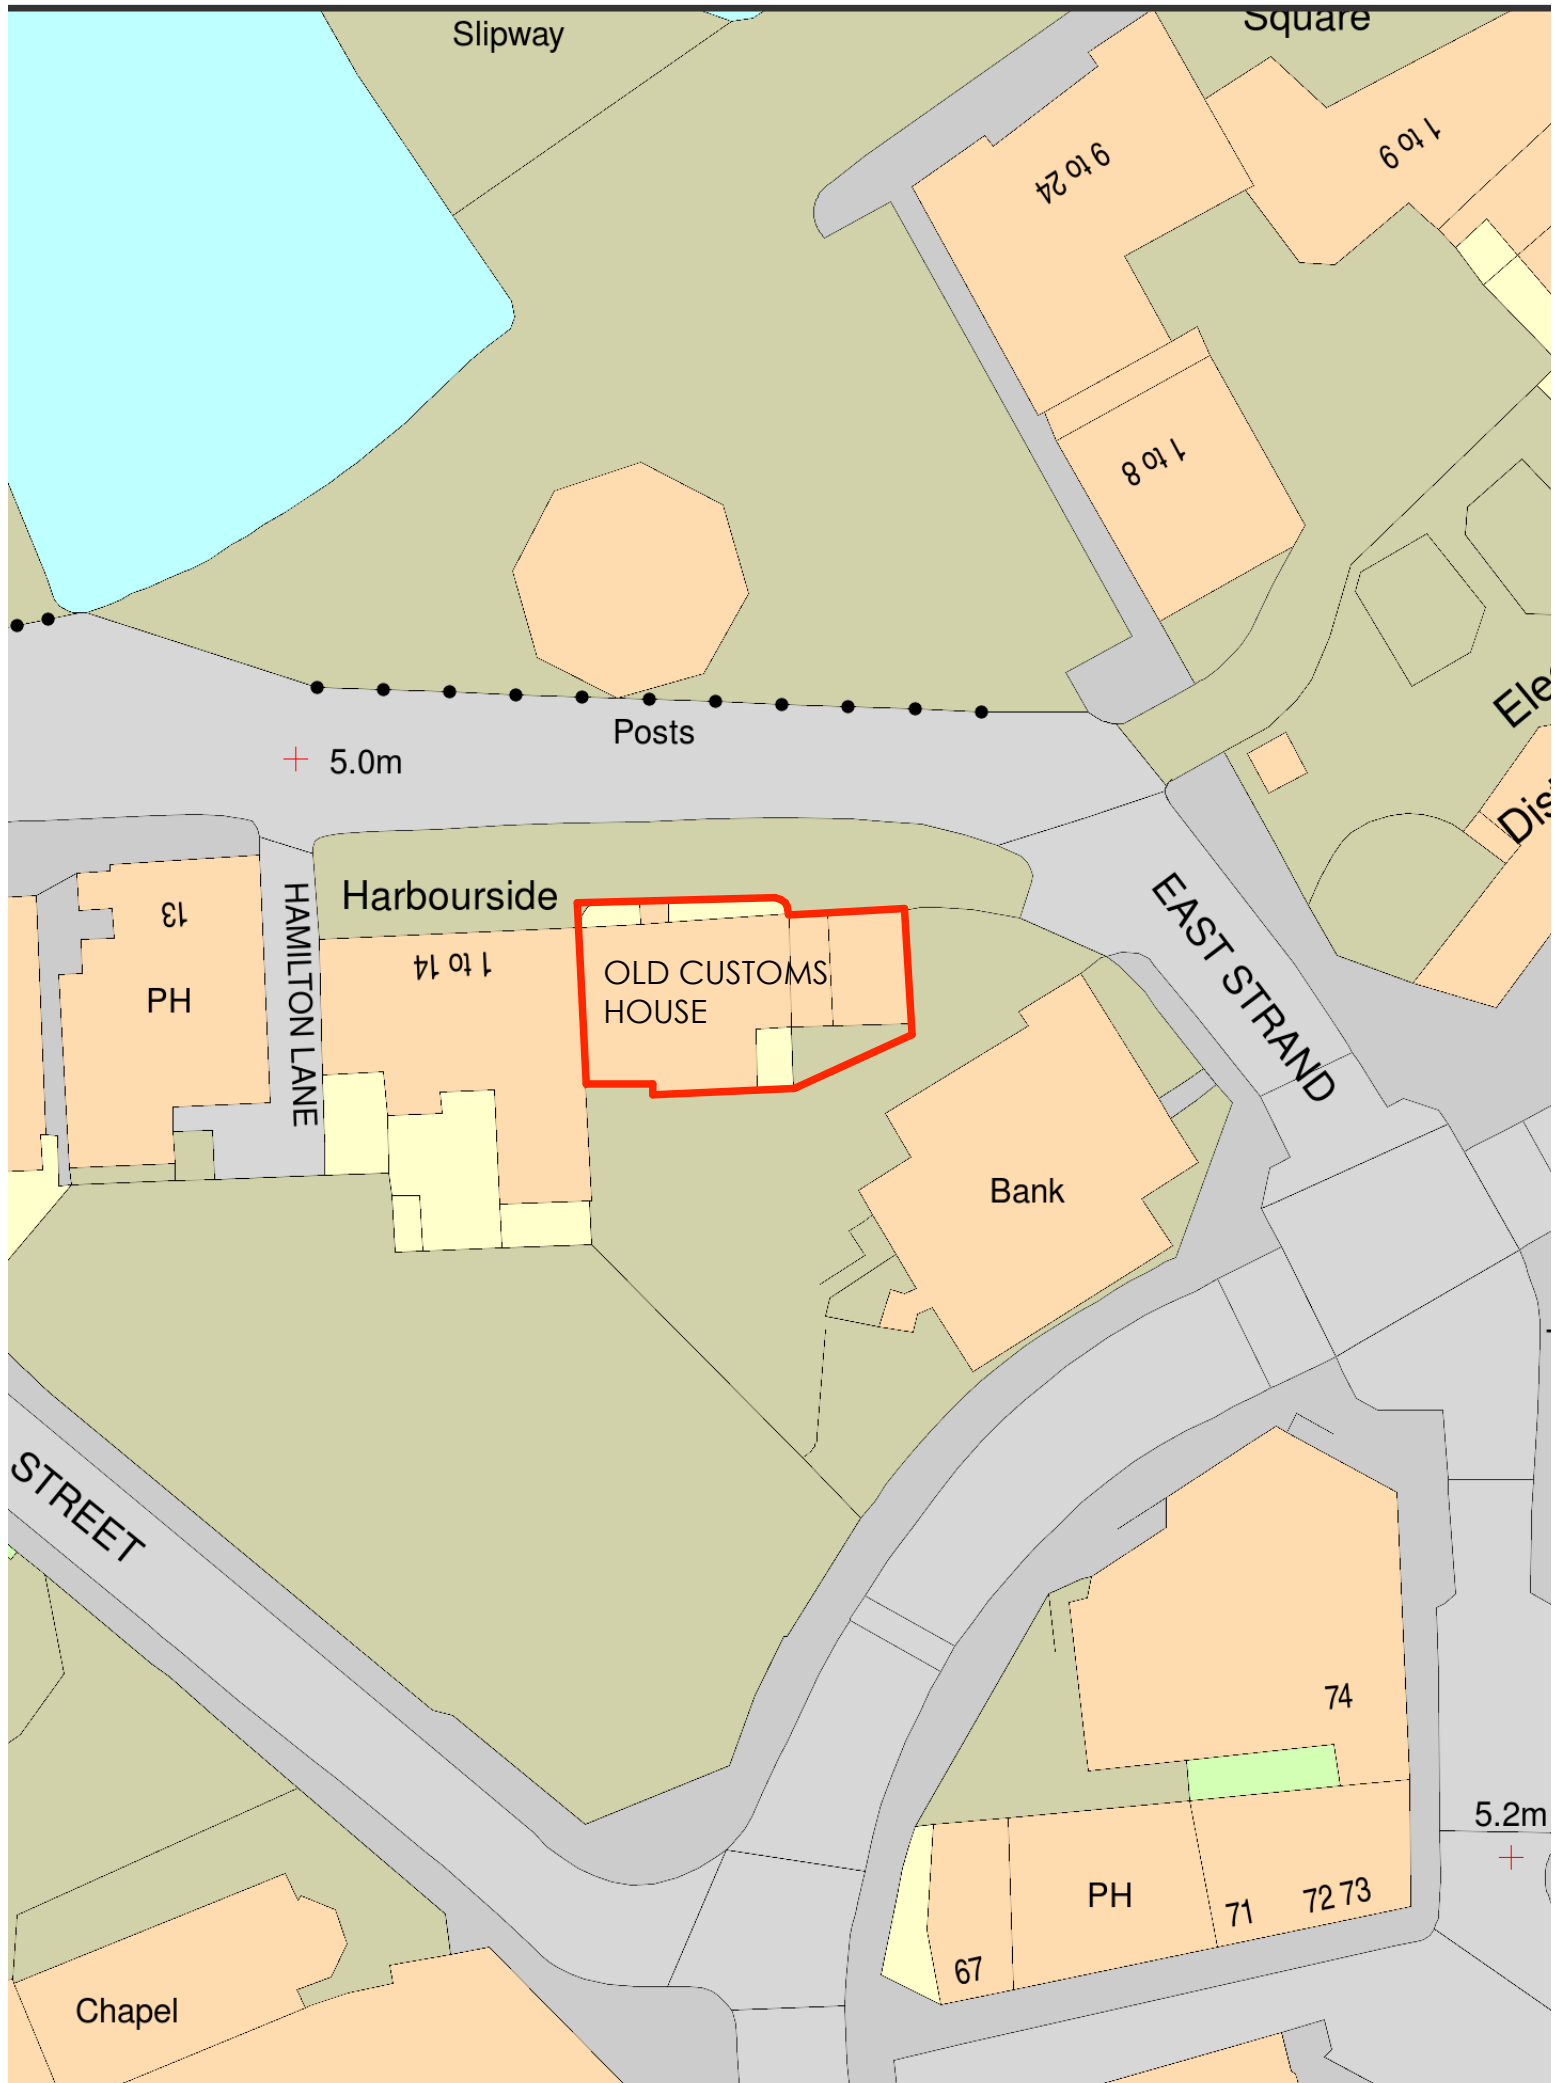 Slipway
Square
9 to 24
1 to 9
1 to 8
Posts
5.0m
Harbourside
13
PH
HAMILTON LANE
1 to 14
OLD CUSTOMS
HOUSE
EAST STRAND
Bank
STREET
74
5.2m
PH
71
72 73
67
Chapel